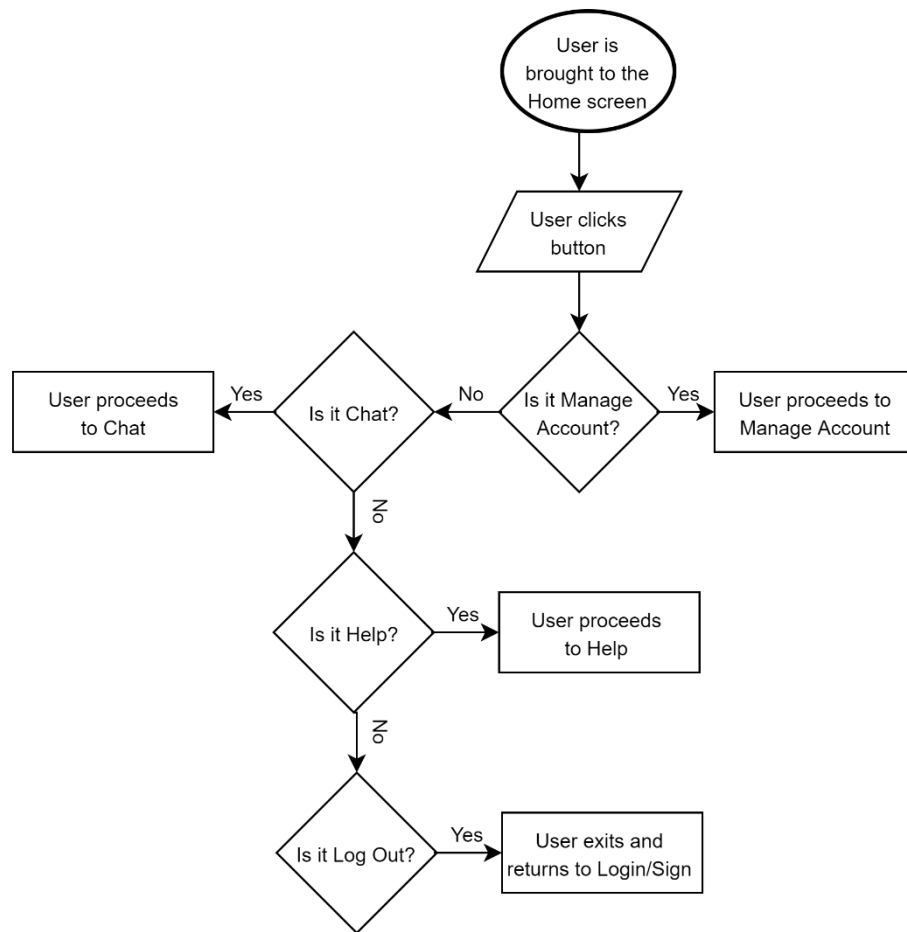 User is
brought to the
Home screen
User clicks
button
Is it Manage
Account?
Yes
User proceeds to
Manage Account
No
Is it Chat?
Yes
User proceeds
to Chat
No
Is it Help?
Yes
User proceeds
to Help
No
Is it Log Out?
Yes
User exits and
returns to Login/Sign